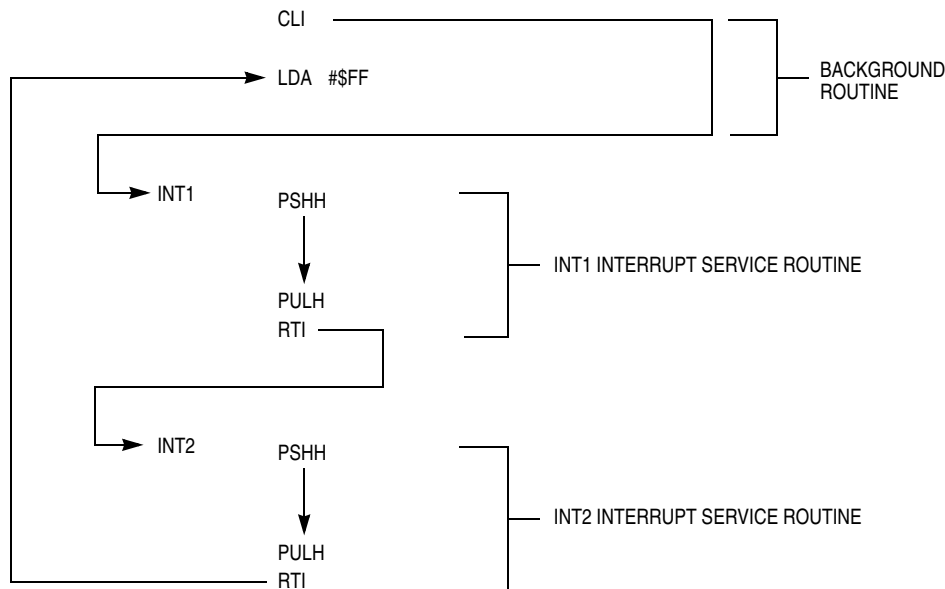 CLI
LDA #$FF
BACKGROUND
ROUTINE
INT1
PSHH
INT1 INTERRUPT SERVICE ROUTINE
PULH
RTI
INT2
PSHH
INT2 INTERRUPT SERVICE ROUTINE
PULH
RTI